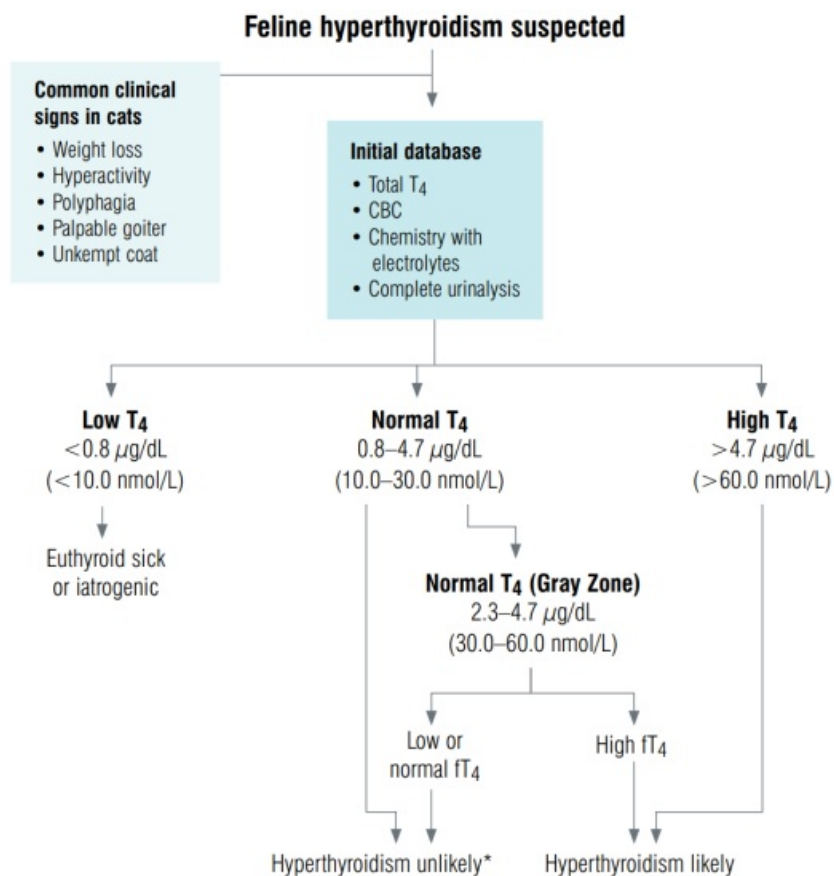 Feline hyperthyroidism suspected
Common clinical
signs in cats
• Weight loss
• Hyperactivity
• Polyphagia
• Palpable goiter
• Unkempt coat
Initial database
• Total T₄
• CBC
• Chemistry with
electrolytes
• Complete urinalysis
Low T₄
<0.8 µg/dL
(<10.0 nmol/L)
Euthyroid sick
or iatrogenic
Normal T₄
0.8–4.7 µg/dL
(10.0–30.0 nmol/L)
High T₄
>4.7 µg/dL
(>60.0 nmol/L)
Normal T₄ (Gray Zone)
2.3–4.7 µg/dL
(30.0–60.0 nmol/L)
Low or
normal fT₄
High fT₄
Hyperthyroidism unlikely*
Hyperthyroidism likely